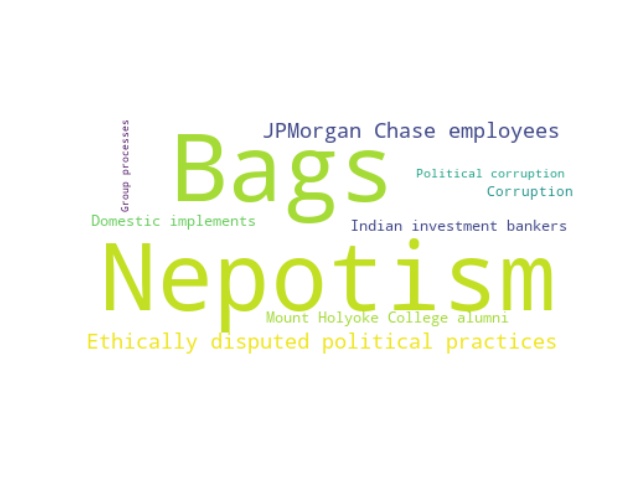 Group processes
JPMorgan Chase employees
Bags
Political corruption
Corruption
Domestic implements
Indian investment bankers
Nepotism
Mount Holyoke College alumni
Ethically disputed political practices